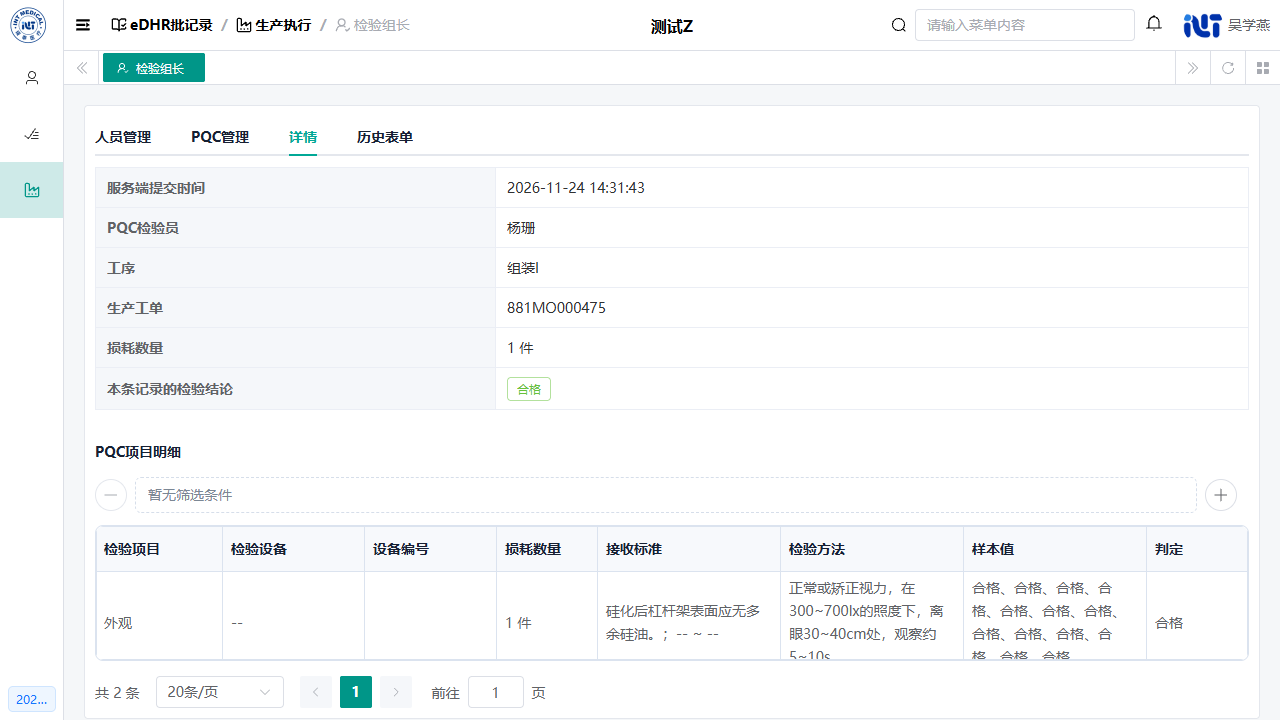 INT MEDICAL
eDHR批记录 / 生产执行 / 检验组长
测试Z
请输入菜单内容
iNT 吴学燕
检验组长
人员管理 PQC管理 详情 历史表单
服务端提交时间 2026-11-24 14:31:43
PQC检验员 杨珊
工序 组装Ⅰ
生产工单 881MO000475
损耗数量 1 件
本条记录的检验结论 合格
PQC项目明细
暂无筛选条件
检验项目 检验设备 设备编号 损耗数量 接收标准 检验方法 样本值 判定
外观
--
1 件
硅化后杠杆架表面应无多
余硅油。；-- ~ --
正常或矫正视力，在
300~700lx的照度下，离
眼30~40cm处，观察约
5~10s
合格、合格、合格、合
格、合格、合格、合格、
合格、合格、合格、合
格、合格、合格
合格
共 2 条 20条/页 1 前往 1 页
202...